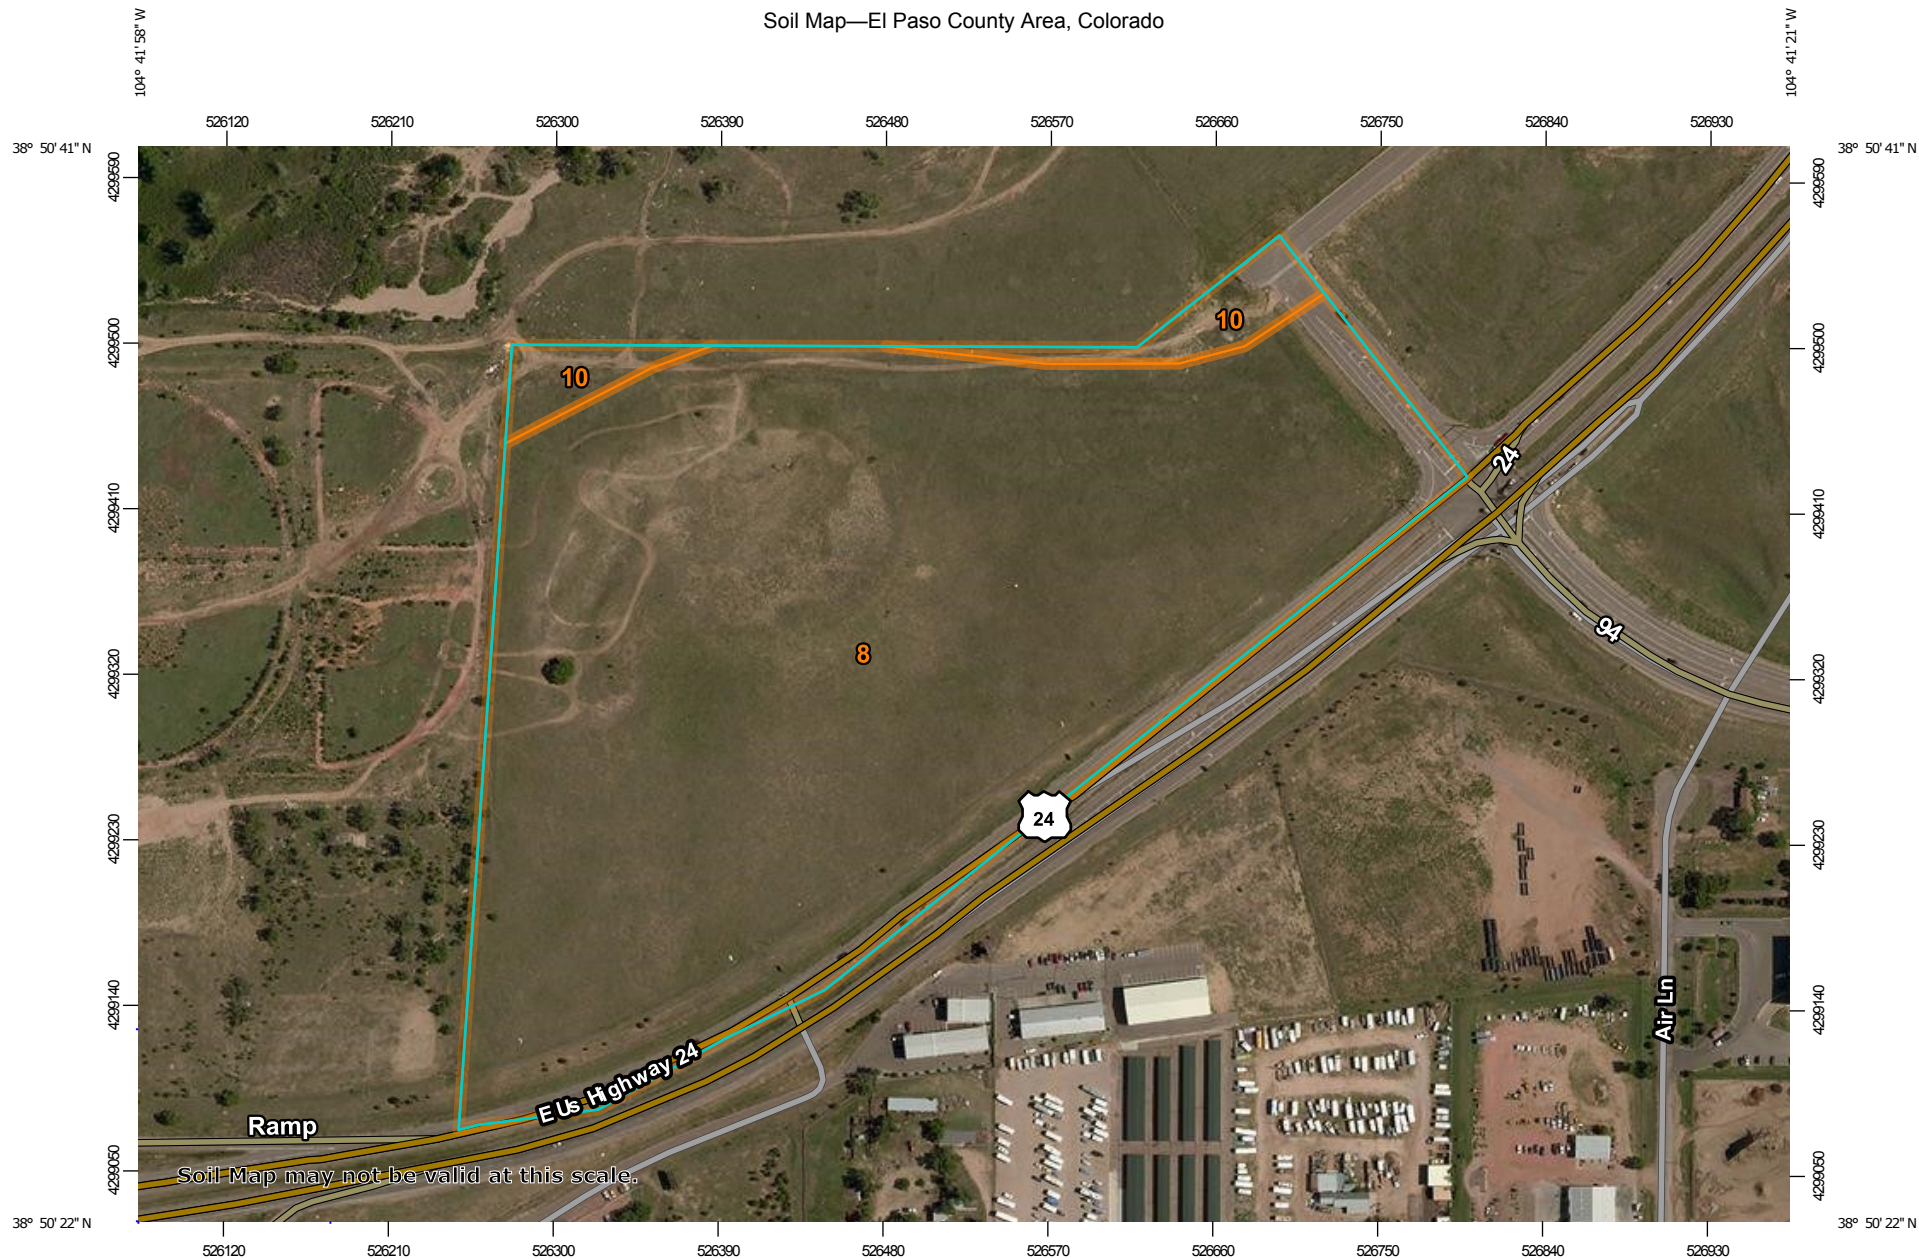 Soil Map—El Paso County Area, Colorado
104° 41' 58" W
104° 41' 21" W
526120 526210 526300 526390 526480 526570 526660 526750 526840 526930
38° 50' 41" N
38° 50' 41" N
4299590
4299590
10
4299500
4299500
10
24
4299410
4299410
94
8
4299320
4299320
24
4299230
4299230
4299140
4299140
Air Ln
E Us Highway 24
Ramp
Soil Map may not be valid at this scale.
4299050
4299050
38° 50' 22" N
38° 50' 22" N
526120 526210 526300 526390 526480 526570 526660 526750 526840 526930